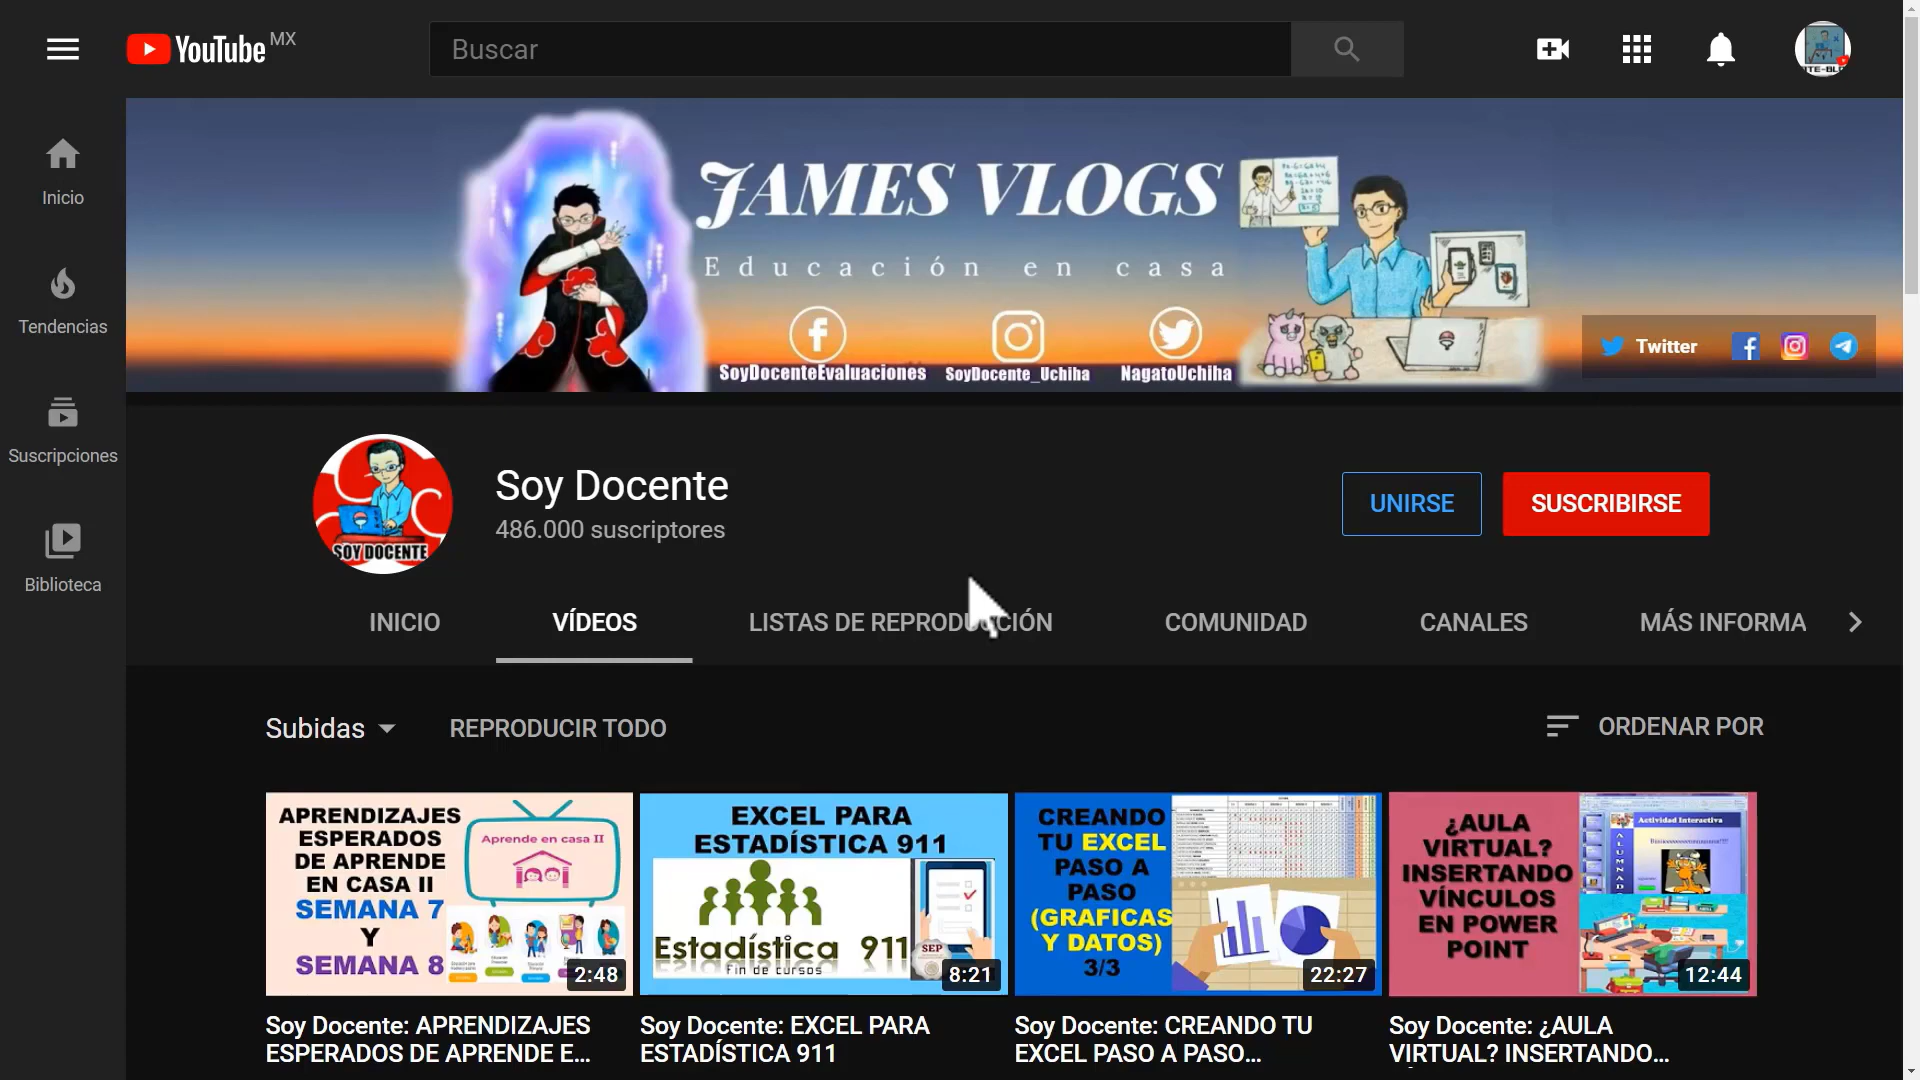 YouTube MX
Buscar
Inicio
Tendencias
Suscripciones
Biblioteca
JAMES VLOGS
Educación en casa
SoyDocenteEvaluaciones
SoyDocente_Uchiha
NagatoUchiha
Twitter
SOY DOCENTE
Soy Docente
486.000 suscriptores
UNIRSE
SUSCRIBIRSE
INICIO
VÍDEOS
LISTAS DE REPRODUCCIÓN
COMUNIDAD
CANALES
MÁS INFORMA
Subidas
REPRODUCIR TODO
ORDENAR POR
APRENDIZAJES
ESPERADOS
DE APRENDE
EN CASA II
SEMANA 7
Y
SEMANA 8
Aprende en casa II
2:48
EXCEL PARA
ESTADÍSTICA 911
Estadística 911
Fin de cursos
SEP
8:21
CREANDO
TU EXCEL
PASO A
PASO
(GRAFICAS
Y DATOS)
3/3
22:27
¿AULA
VIRTUAL?
INSERTANDO
VÍNCULOS
EN POWER
POINT
Actividad Interactiva
12:44
Soy Docente: APRENDIZAJES
ESPERADOS DE APRENDE E...
Soy Docente: EXCEL PARA
ESTADÍSTICA 911
Soy Docente: CREANDO TU
EXCEL PASO A PASO...
Soy Docente: ¿AULA
VIRTUAL? INSERTANDO...